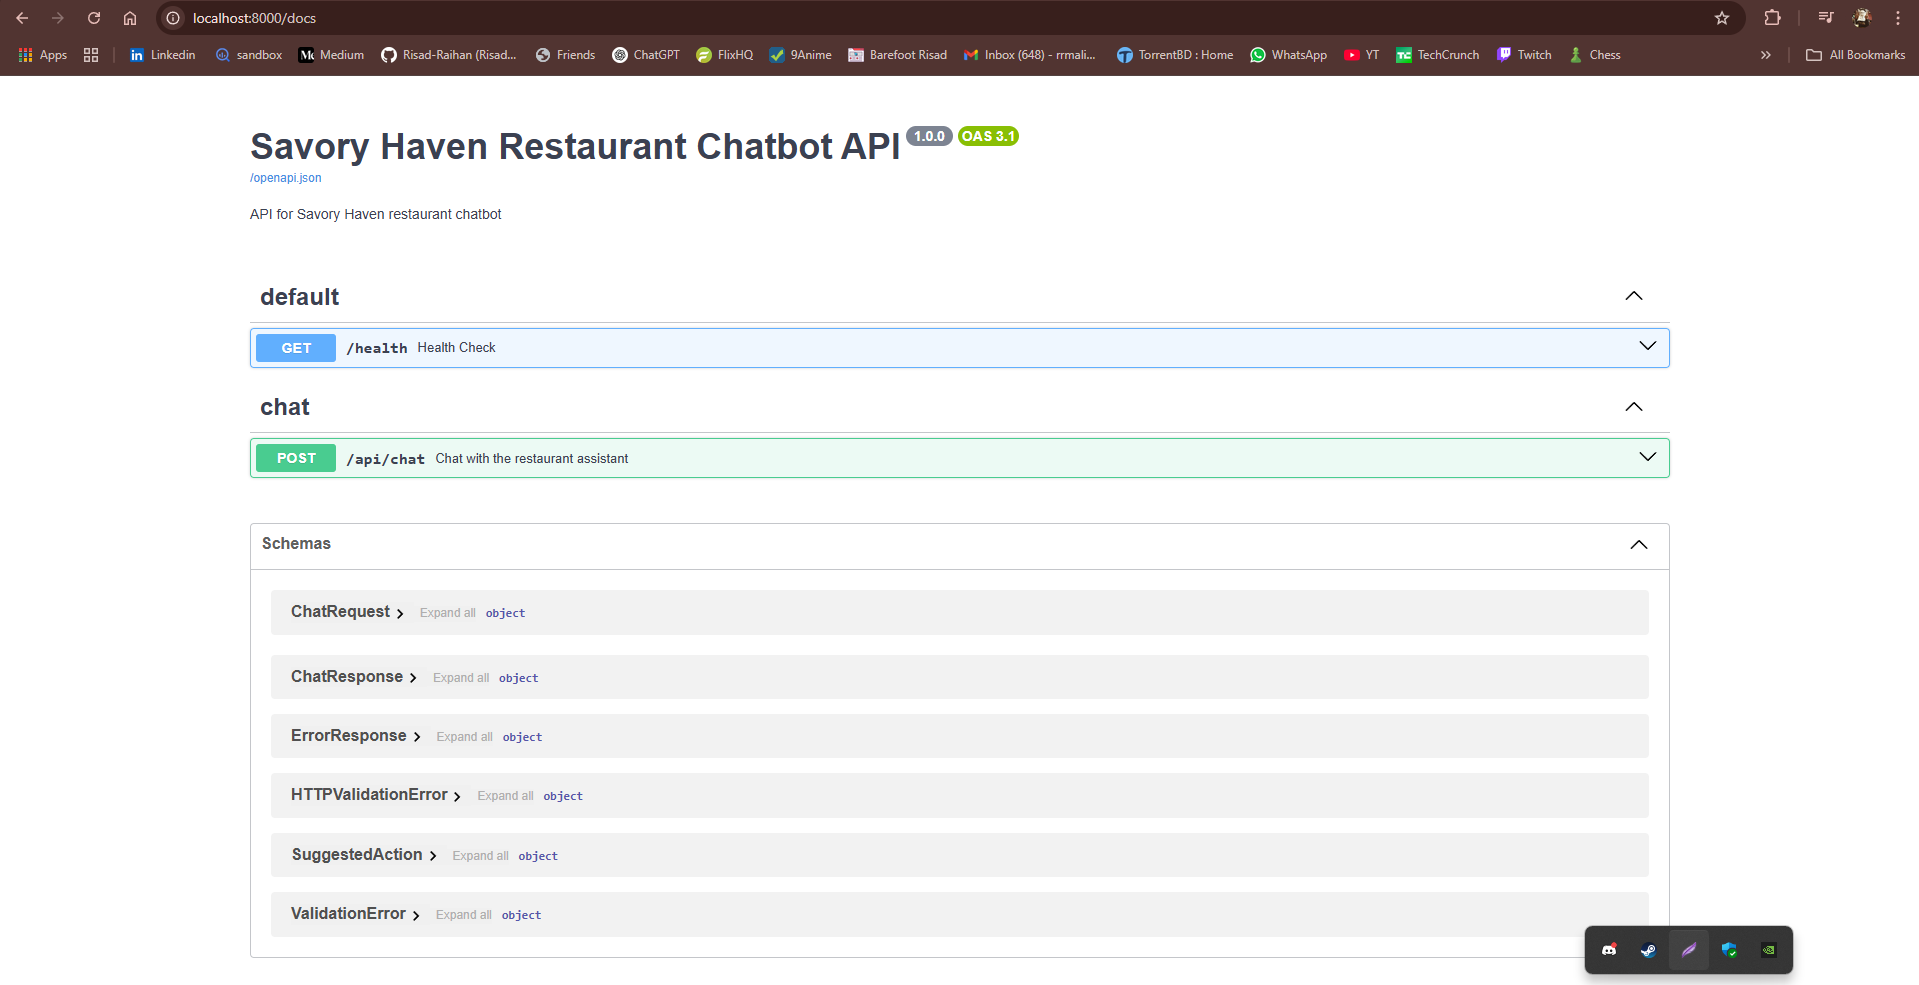 localhost:8000/docs
Apps
Linkedin
sandbox
Medium
Risad-Raihan (Risad...
Friends
ChatGPT
FlixHQ
9Anime
Barefoot Risad
Inbox (648) - rrmali...
TorrentBD : Home
WhatsApp
YT
TechCrunch
Twitch
Chess
All Bookmarks
Savory Haven Restaurant Chatbot API 1.0.0 OAS 3.1
/openapi.json
API for Savory Haven restaurant chatbot
default
GET /health Health Check
chat
POST /api/chat Chat with the restaurant assistant
Schemas
ChatRequest Expand all object
ChatResponse Expand all object
ErrorResponse Expand all object
HTTPValidationError Expand all object
SuggestedAction Expand all object
ValidationError Expand all object